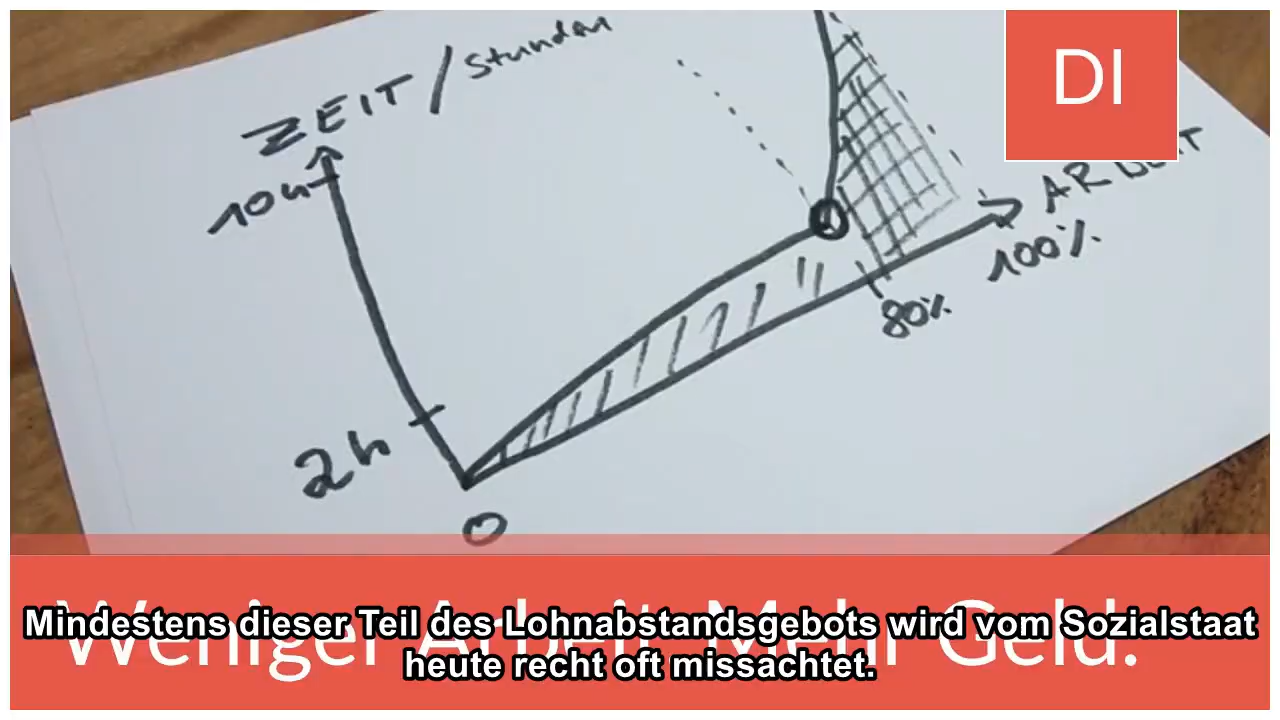 DI
ZEIT / Stunden
10h
ARBEIT
100%
80%
2h
0
Weniger Arbeit. Mehr Geld.
Mindestens dieser Teil des Lohnabstandsgebots wird vom Sozialstaat
heute recht oft missachtet.